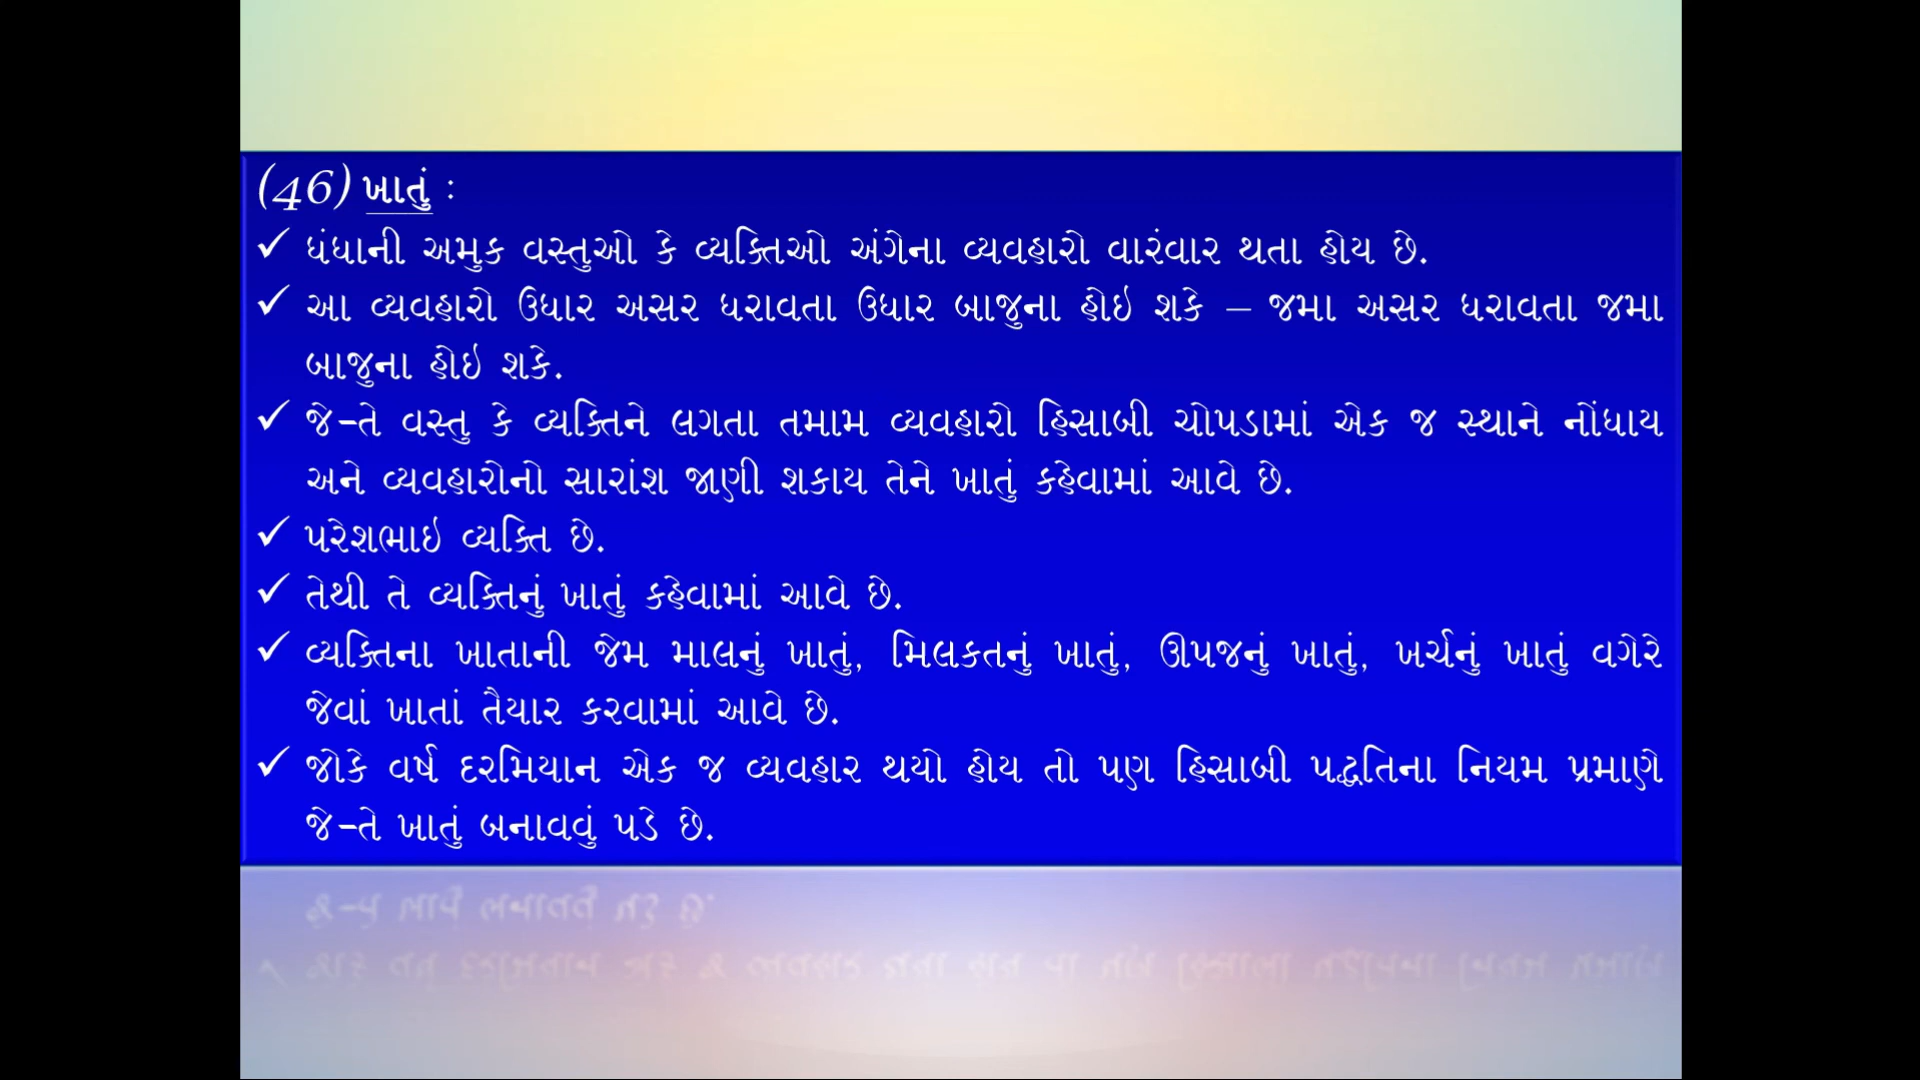 (46) ખાતું :
✓ ધંધાની અમુક વસ્તુઓ કે વ્યક્તિઓ અંગેના વ્યવહારો વારંવાર થતા હોય છે.
✓ આ વ્યવહારો ઉધાર અસર ધરાવતા ઉધાર બાજુના હોઇ શકે – જમા અસર ધરાવતા જમા
બાજુના હોઇ શકે.
✓ જે-તે વસ્તુ કે વ્યક્તિને લગતા તમામ વ્યવહારો હિસાબી ચોપડામાં એક જ સ્થાને નોંધાય
અને વ્યવહારોનો સારાંશ જાણી શકાય તેને ખાતું કહેવામાં આવે છે.
✓ પરેશભાઇ વ્યક્તિ છે.
✓ તેથી તે વ્યક્તિનું ખાતું કહેવામાં આવે છે.
✓ વ્યક્તિના ખાતાની જેમ માલનું ખાતું, મિલકતનું ખાતું, ઊપજનું ખાતું, ખર્ચનું ખાતું વગેરે
જેવાં ખાતાં તૈયાર કરવામાં આવે છે.
✓ જોકે વર્ષ દરમિયાન એક જ વ્યવહાર થયો હોય તો પણ હિસાબી પદ્ધતિના નિયમ પ્રમાણે
જે-તે ખાતું બનાવવું પડે છે.